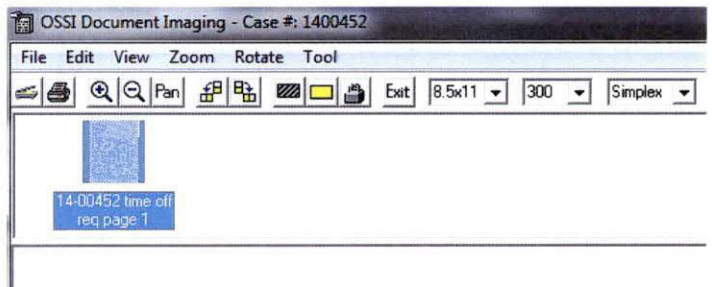 OSSI Document Imaging - Case #: 1400452
File Edit View Zoom Rotate Tool
Pan Exit 8.5x11 300 Simplex
14-00452 time off
req page 1